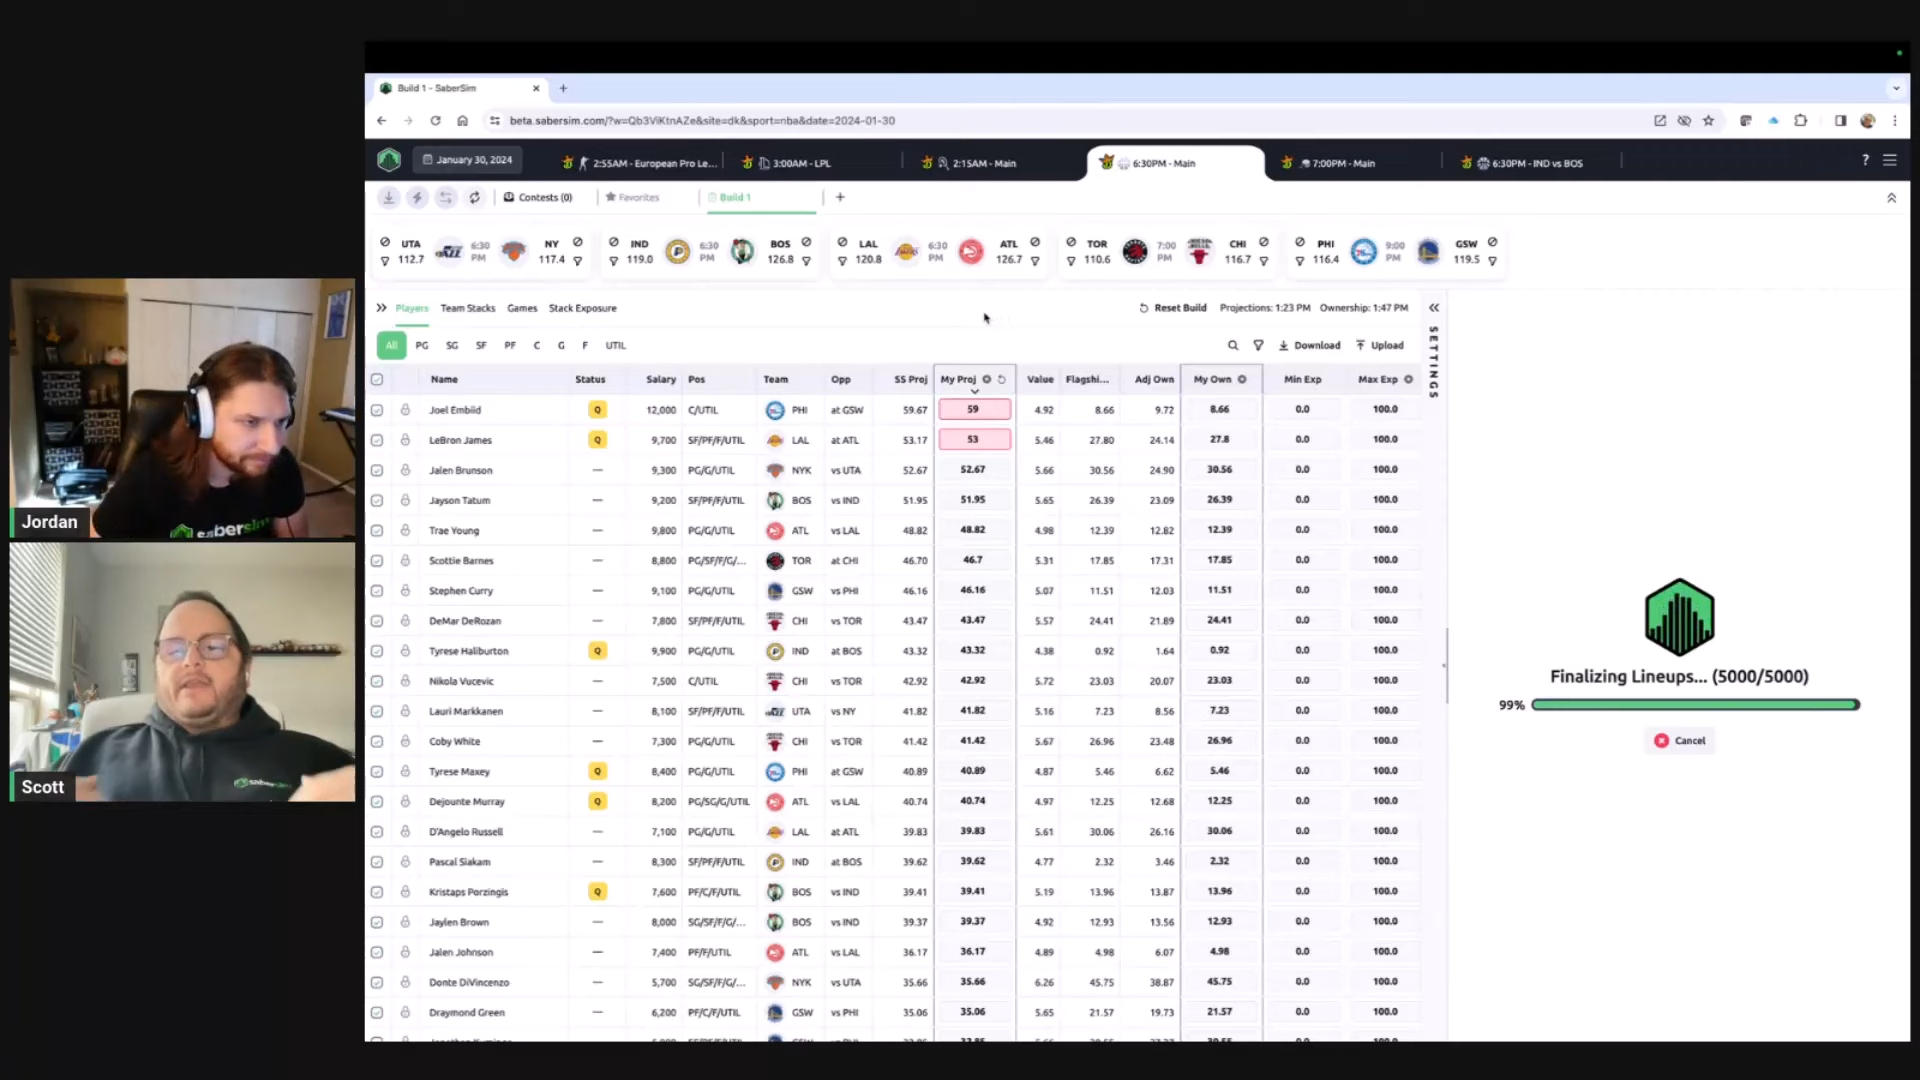 Build 1 - SaberSim
beta.sabersim.com/?w=Qb3ViKtnAZe&site=dk&sport=nba&date=2024-01-30
January 30, 2024 2:55AM - European Pro Le... 3:00AM - LPL 2:15AM - Main 6:30PM - Main 7:00PM - Main 6:30PM - IND vs BOS ?
Contests (0) Favorites Build 1 +
UTA 112.7 6:30 PM NY 117.4 IND 119.0 6:30 PM BOS 126.8 LAL 120.8 6:30 PM ATL 126.7 TOR 110.6 7:00 PM CHI 116.7 PHI 116.4 9:00 PM GSW 119.5
Players Team Stacks Games Stack Exposure Reset Build Projections: 1:23 PM Ownership: 1:47 PM
SETTINGS
All PG SG SF PF C G F UTIL Download Upload
Name Status Salary Pos Team Opp SS Proj My Proj Value Flagshi... Adj Own My Own Min Exp Max Exp
Joel Embiid Q 12,000 C/UTIL PHI at GSW 59.67 59 4.92 8.66 9.72 8.66 0.0 100.0
LeBron James Q 9,700 SF/PF/F/UTIL LAL at ATL 53.17 53 5.46 27.80 24.14 27.8 0.0 100.0
Jalen Brunson — 9,300 PG/G/UTIL NYK vs UTA 52.67 52.67 5.66 30.56 24.90 30.56 0.0 100.0
Jayson Tatum — 9,200 SF/PF/F/UTIL BOS vs IND 51.95 51.95 5.65 26.39 23.09 26.39 0.0 100.0
Trae Young — 9,800 PG/G/UTIL ATL vs LAL 48.82 48.82 4.98 12.39 12.82 12.39 0.0 100.0
Scottie Barnes — 8,800 PG/SF/F/G/... TOR at CHI 46.70 46.7 5.31 17.85 17.31 17.85 0.0 100.0
Stephen Curry — 9,100 PG/G/UTIL GSW vs PHI 46.16 46.16 5.07 11.51 12.03 11.51 0.0 100.0
DeMar DeRozan — 7,800 SF/PF/F/UTIL CHI vs TOR 43.47 43.47 5.57 24.41 21.89 24.41 0.0 100.0
Tyrese Haliburton Q 9,900 PG/G/UTIL IND at BOS 43.32 43.32 4.38 0.92 1.64 0.92 0.0 100.0
Nikola Vucevic — 7,500 C/UTIL CHI vs TOR 42.92 42.92 5.72 23.03 20.07 23.03 0.0 100.0
Lauri Markkanen — 8,100 SF/PF/F/UTIL UTA vs NY 41.82 41.82 5.16 7.23 8.56 7.23 0.0 100.0
Coby White — 7,300 PG/G/UTIL CHI vs TOR 41.42 41.42 5.67 26.96 23.48 26.96 0.0 100.0
Tyrese Maxey Q 8,400 PG/G/UTIL PHI at GSW 40.89 40.89 4.87 5.46 6.62 5.46 0.0 100.0
Dejounte Murray Q 8,200 PG/SG/G/UTIL ATL vs LAL 40.74 40.74 4.97 12.25 12.68 12.25 0.0 100.0
D'Angelo Russell — 7,100 PG/G/UTIL LAL at ATL 39.83 39.83 5.61 30.06 26.16 30.06 0.0 100.0
Pascal Siakam — 8,300 SF/PF/F/UTIL IND at BOS 39.62 39.62 4.77 2.32 3.46 2.32 0.0 100.0
Kristaps Porzingis Q 7,600 PF/C/F/UTIL BOS vs IND 39.41 39.41 5.19 13.96 13.87 13.96 0.0 100.0
Jaylen Brown — 8,000 SG/SF/F/G/... BOS vs IND 39.37 39.37 4.92 12.93 13.56 12.93 0.0 100.0
Jalen Johnson — 7,400 PF/F/UTIL ATL vs LAL 36.17 36.17 4.89 4.98 6.07 4.98 0.0 100.0
Donte DiVincenzo — 5,700 SG/SF/F/G/... NYK vs UTA 35.66 35.66 6.26 45.75 38.87 45.75 0.0 100.0
Draymond Green — 6,200 PF/C/F/UTIL GSW vs PHI 35.06 35.06 5.65 21.57 19.73 21.57 0.0 100.0
Finalizing Lineups... (5000/5000)
99%
Cancel
Jordan
sabersim
Scott